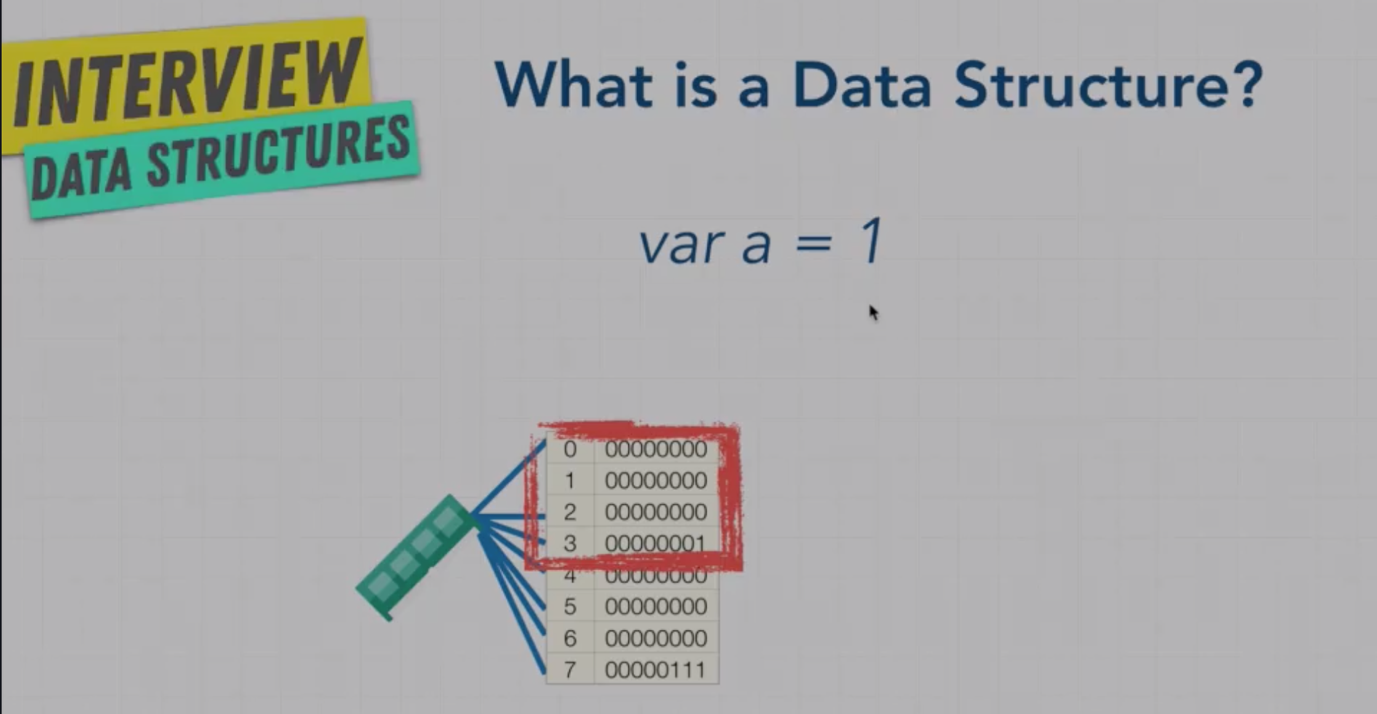 INTERVIEW
DATA STRUCTURES
What is a Data Structure?
var a = 1
0 00000000
1 00000000
2 00000000
3 00000001
4 00000000
5 00000000
6 00000000
7 00000111